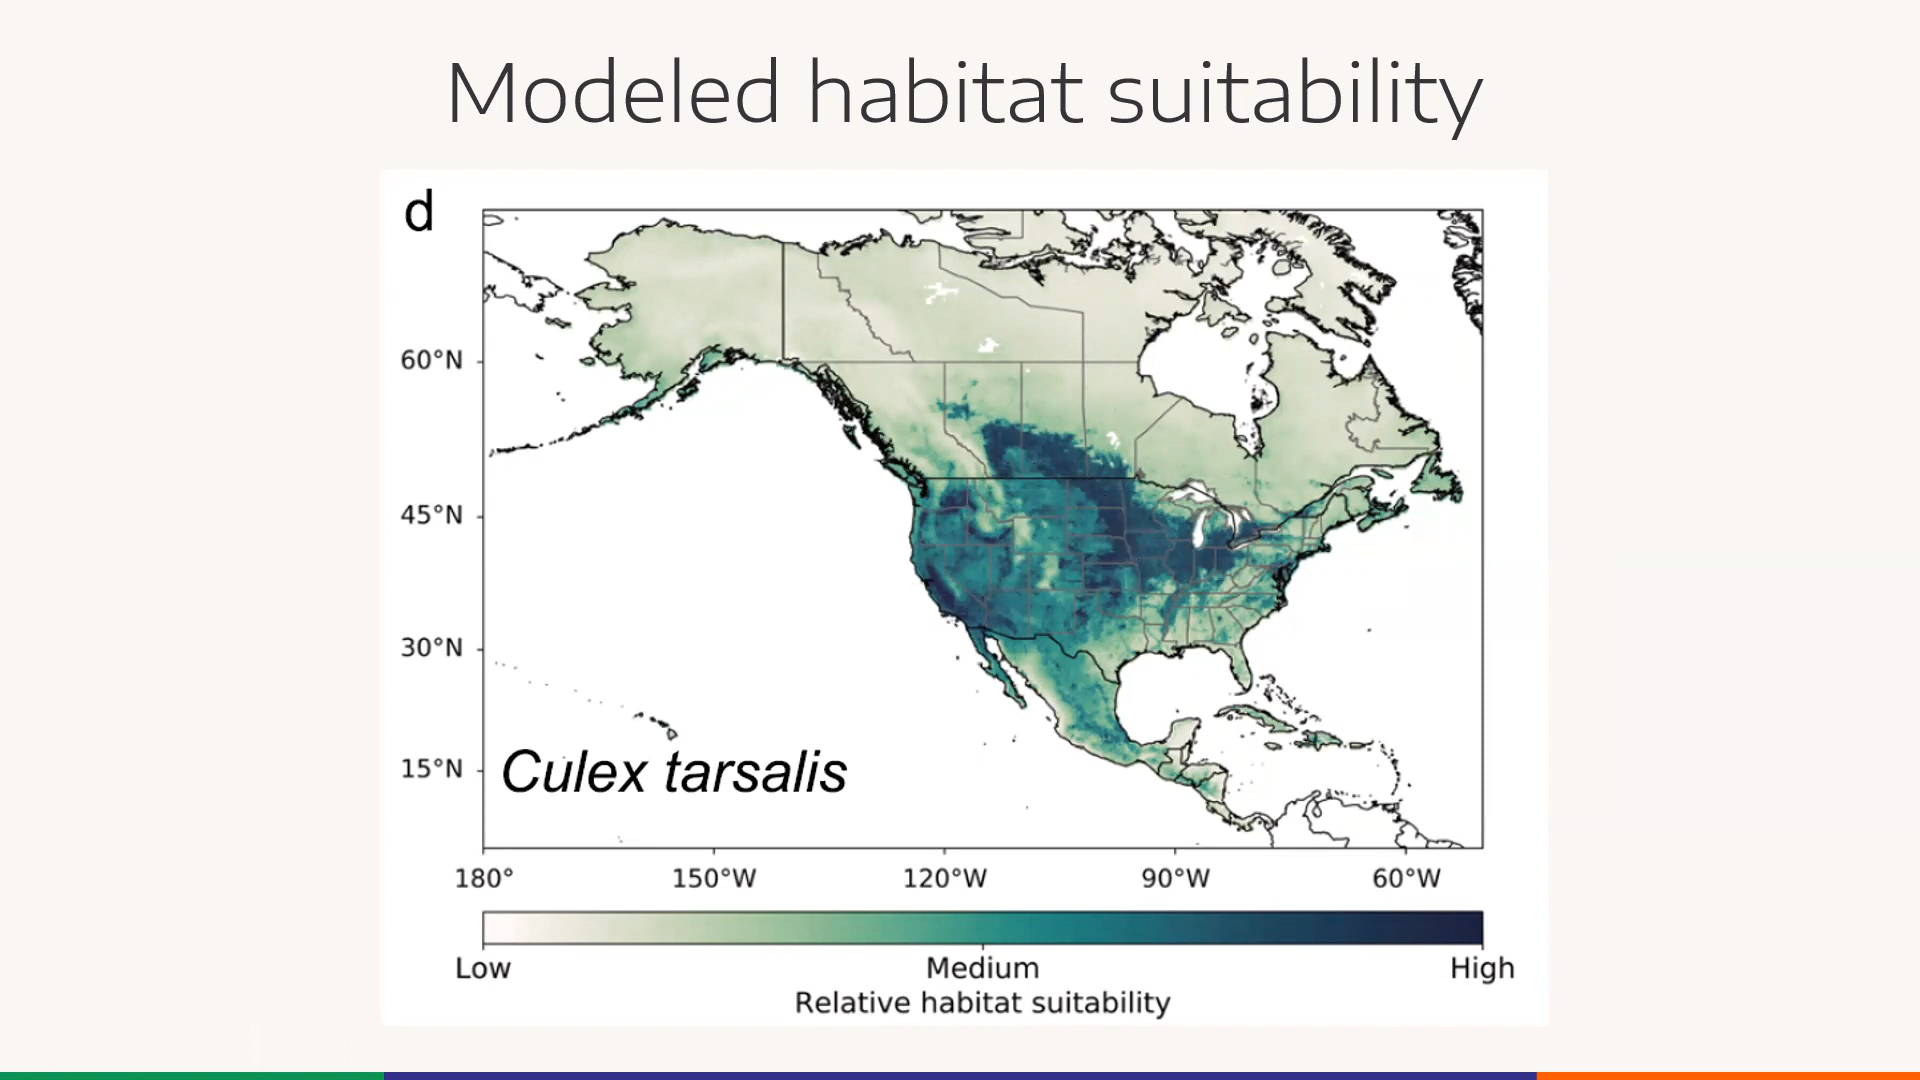 Modeled habitat suitability
d
60°N
45°N
30°N
15°N
Culex tarsalis
180° 150°W 120°W 90°W 60°W
Low Medium High
Relative habitat suitability